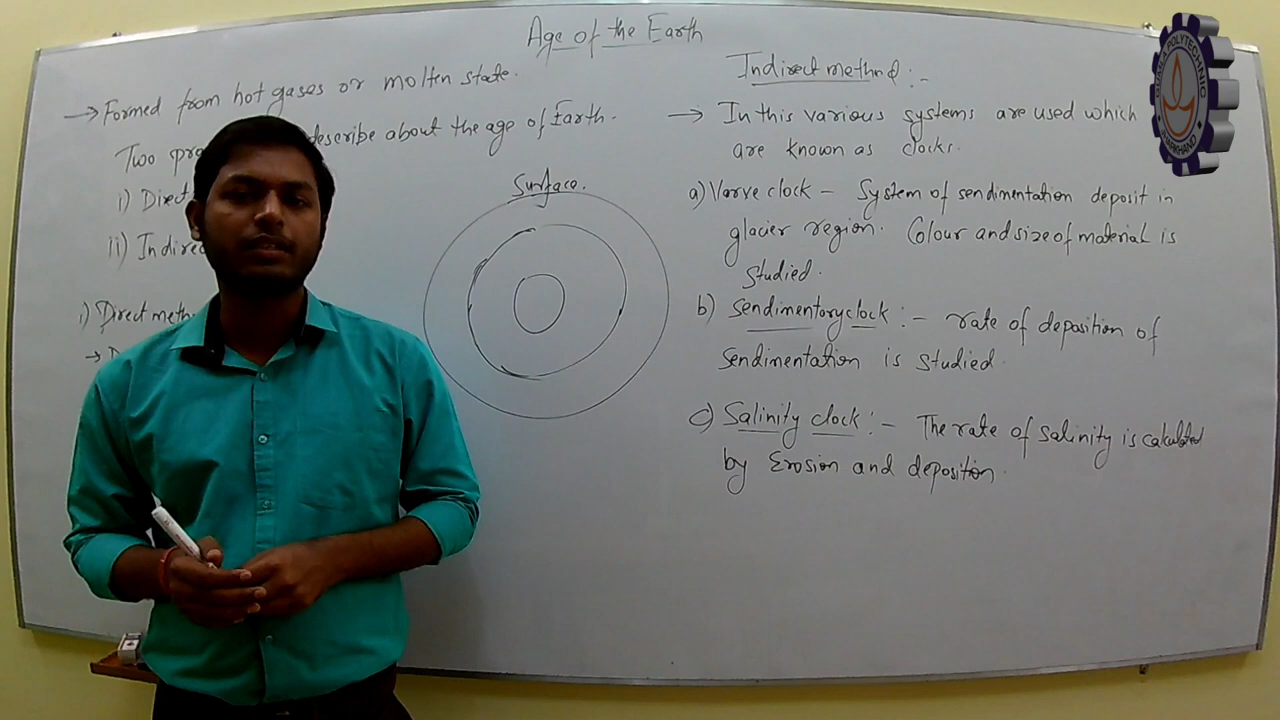 Age of the Earth
→ Formed from hot gases or molten state.
Two describe about the age of Earth.
i) Direct
ii) Indirec
i) Direct meth
→ D
Surface.
Indirect method :-
→ In this various systems are used which
are known as clocks.
a) Varve clock - System of sendimentation deposit in
glacier region. Colour and size of material is
studied.
b) Sendimentory clock :- rate of deposition of
sendimentation is studied.
c) Salinity clock :- The rate of salinity is calculated
by Erosion and deposition.
POLYTECHNIC
JHARKHAND